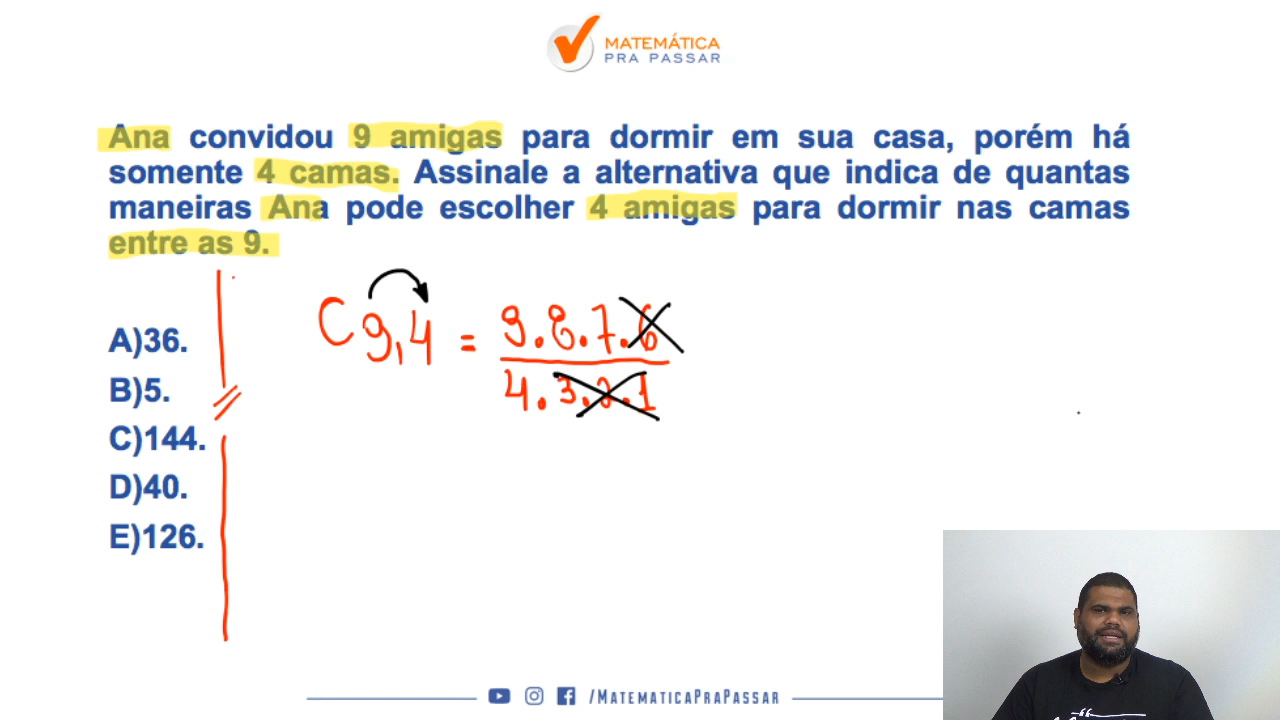 MATEMÁTICA
PRA PASSAR
Ana convidou 9 amigas para dormir em sua casa, porém há
somente 4 camas. Assinale a alternativa que indica de quantas
maneiras Ana pode escolher 4 amigas para dormir nas camas
entre as 9.
A)36.
B)5.
C)144.
D)40.
E)126.
C9,4 = 9.8.7.6
4.3.2.1
/MATEMATICAPRAPASSAR